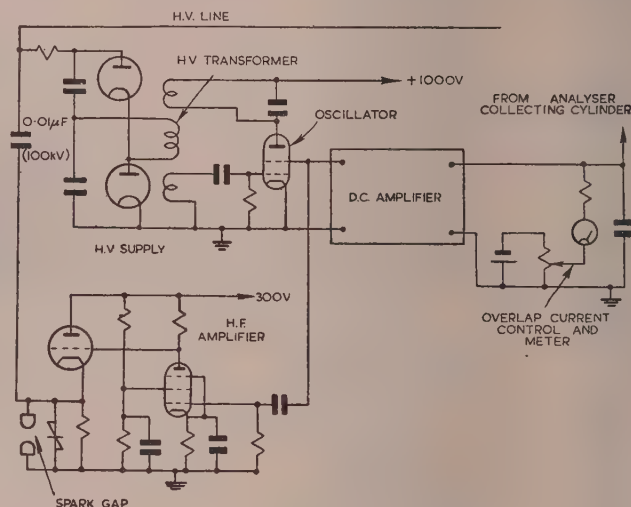 H.V. LINE
HV TRANSFORMER
+1000V
OSCILLATOR
FROM ANALYSER
COLLECTING CYLINDER
0·01µF
(100kV)
D.C. AMPLIFIER
H.V SUPPLY
300V
H.F.
AMPLIFIER
OVERLAP CURRENT
CONTROL AND
METER
SPARK GAP